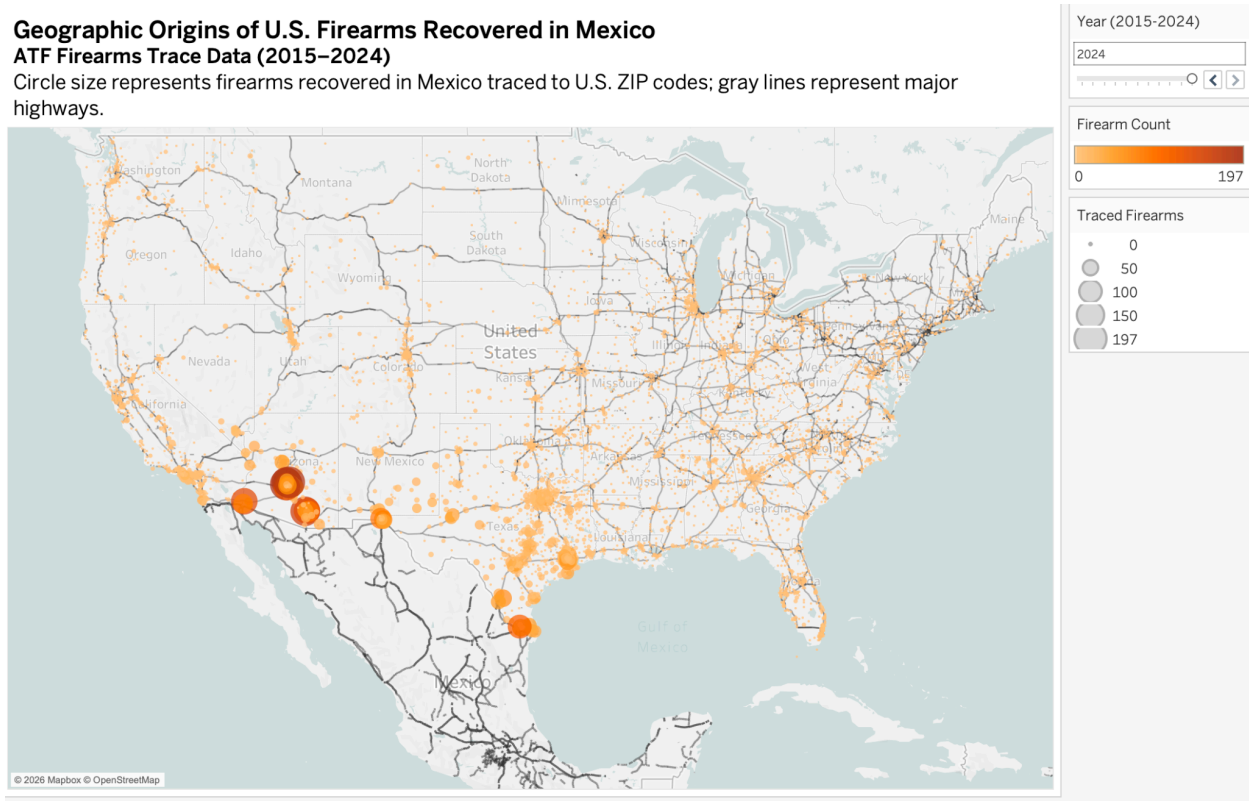 Geographic Origins of U.S. Firearms Recovered in Mexico
ATF Firearms Trace Data (2015–2024)
Circle size represents firearms recovered in Mexico traced to U.S. ZIP codes; gray lines represent major
highways.
Year (2015-2024)
2024
Firearm Count
0
197
Traced Firearms
0
50
100
150
197
Washington
Montana
North
Dakota
Minnesota
Maine
Oregon
Idaho
South
Dakota
Wisconsin
Wyoming
Michigan
New York
Iowa
United
States
Nevada
Utah
Colorado
Kansas
Missouri
Illinois
Indiana
Ohio
Pennsylvania
West
Virginia
Kentucky
California
Arizona
New Mexico
Oklahoma
Arkansas
Tennessee
Mississippi
Georgia
Texas
Louisiana
Florida
Gulf of
Mexico
Mexico
© 2026 Mapbox © OpenStreetMap